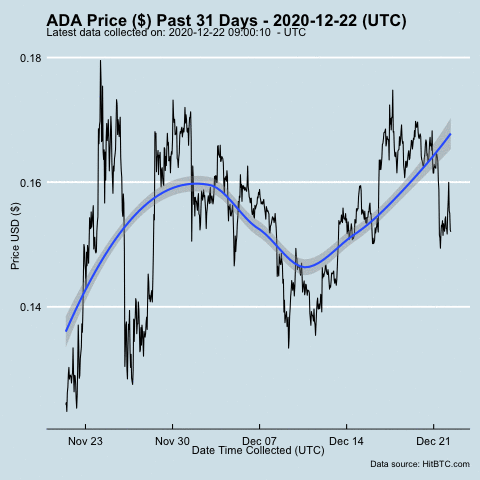 ADA Price ($) Past 31 Days - 2020-12-22 (UTC)
Latest data collected on: 2020-12-22 09:00:10  - UTC
0.18
0.16
0.14
Price USD ($)
Nov 23 Nov 30 Dec 07 Dec 14 Dec 21
Date Time Collected (UTC)
Data source: HitBTC.com